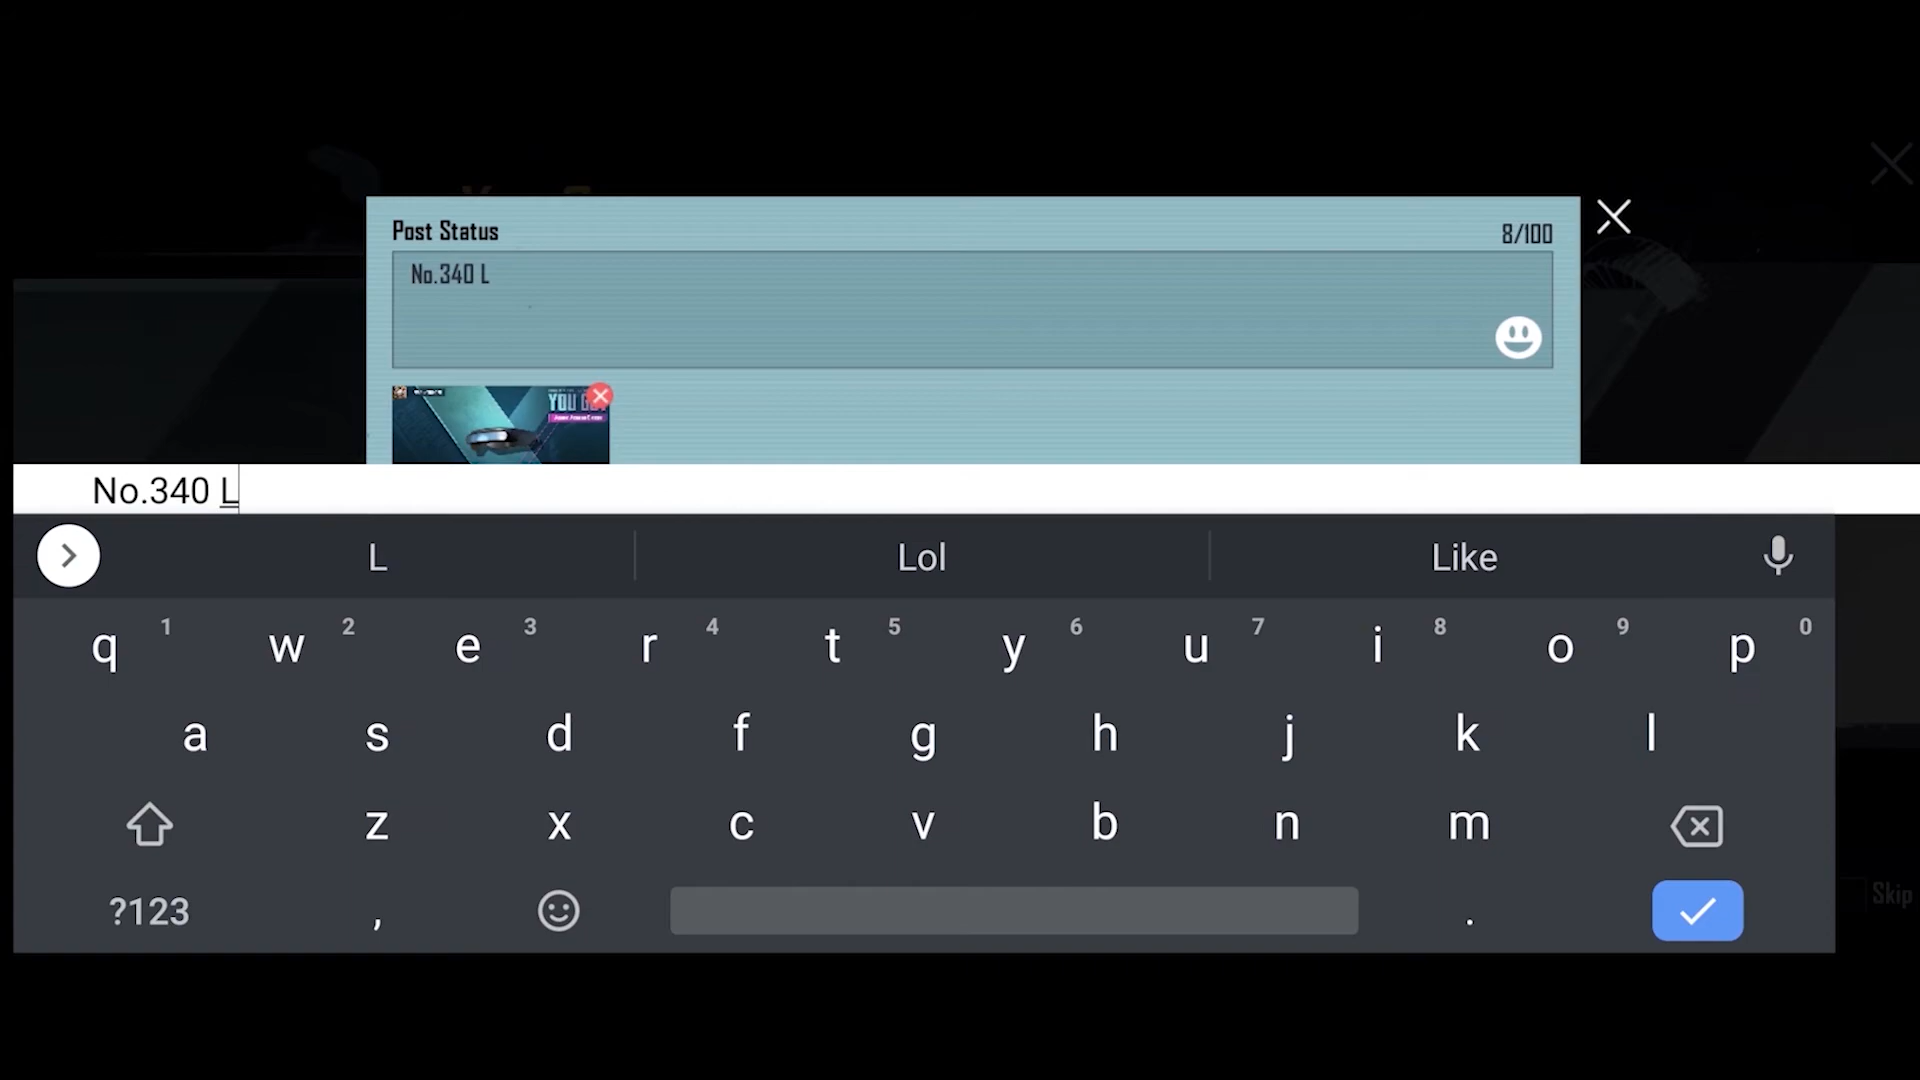 Post Status
8/100
No.340 L
YOU G
No.340 L
L
Lol
Like
q 1 w 2 e 3 r 4 t 5 y 6 u 7 i 8 o 9 p 0
a s d f g h j k l
z x c v b n m
?123 , .
Skip